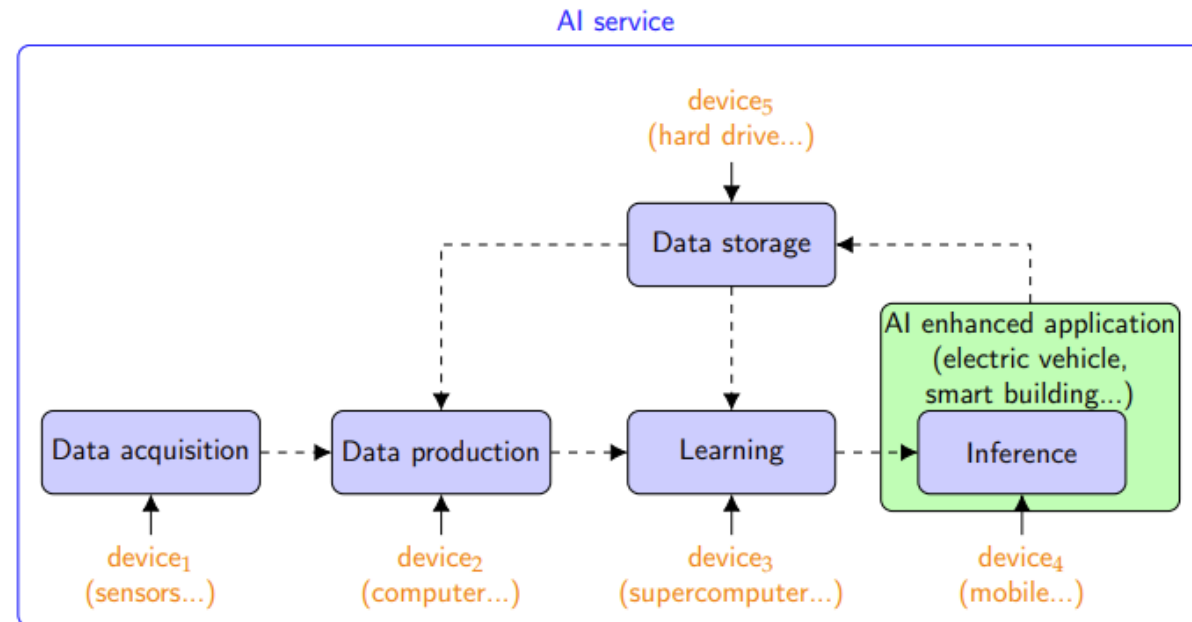 AI service
device₅
(hard drive...)
Data storage
AI enhanced application
(electric vehicle,
smart building...)
Data acquisition
Data production
Learning
Inference
device₁
(sensors...)
device₂
(computer...)
device₃
(supercomputer...)
device₄
(mobile...)